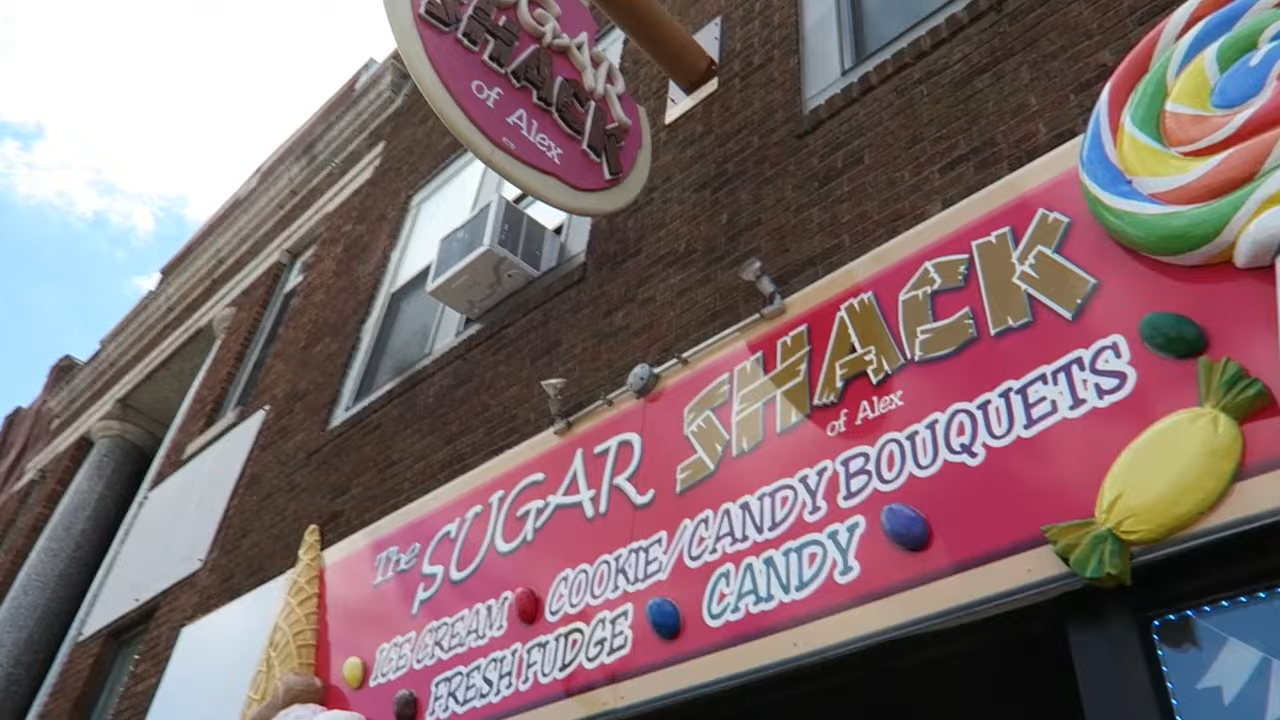 SUGAR
SHACK
of Alex
The SUGAR SHACK
of Alex
ICE CREAM COOKIE/CANDY BOUQUETS
FRESH FUDGE CANDY